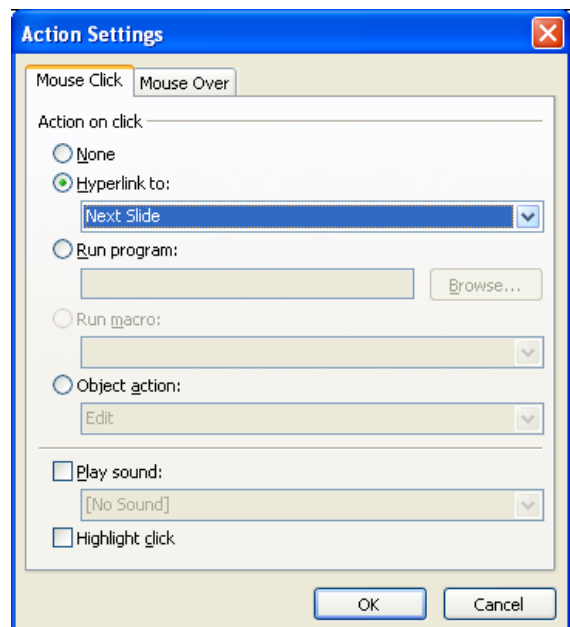 Action Settings
Mouse Click Mouse Over
Action on click
None
Hyperlink to:
Next Slide
Run program:
Browse...
Run macro:
Object action:
Edit
Play sound:
[No Sound]
Highlight click
OK Cancel